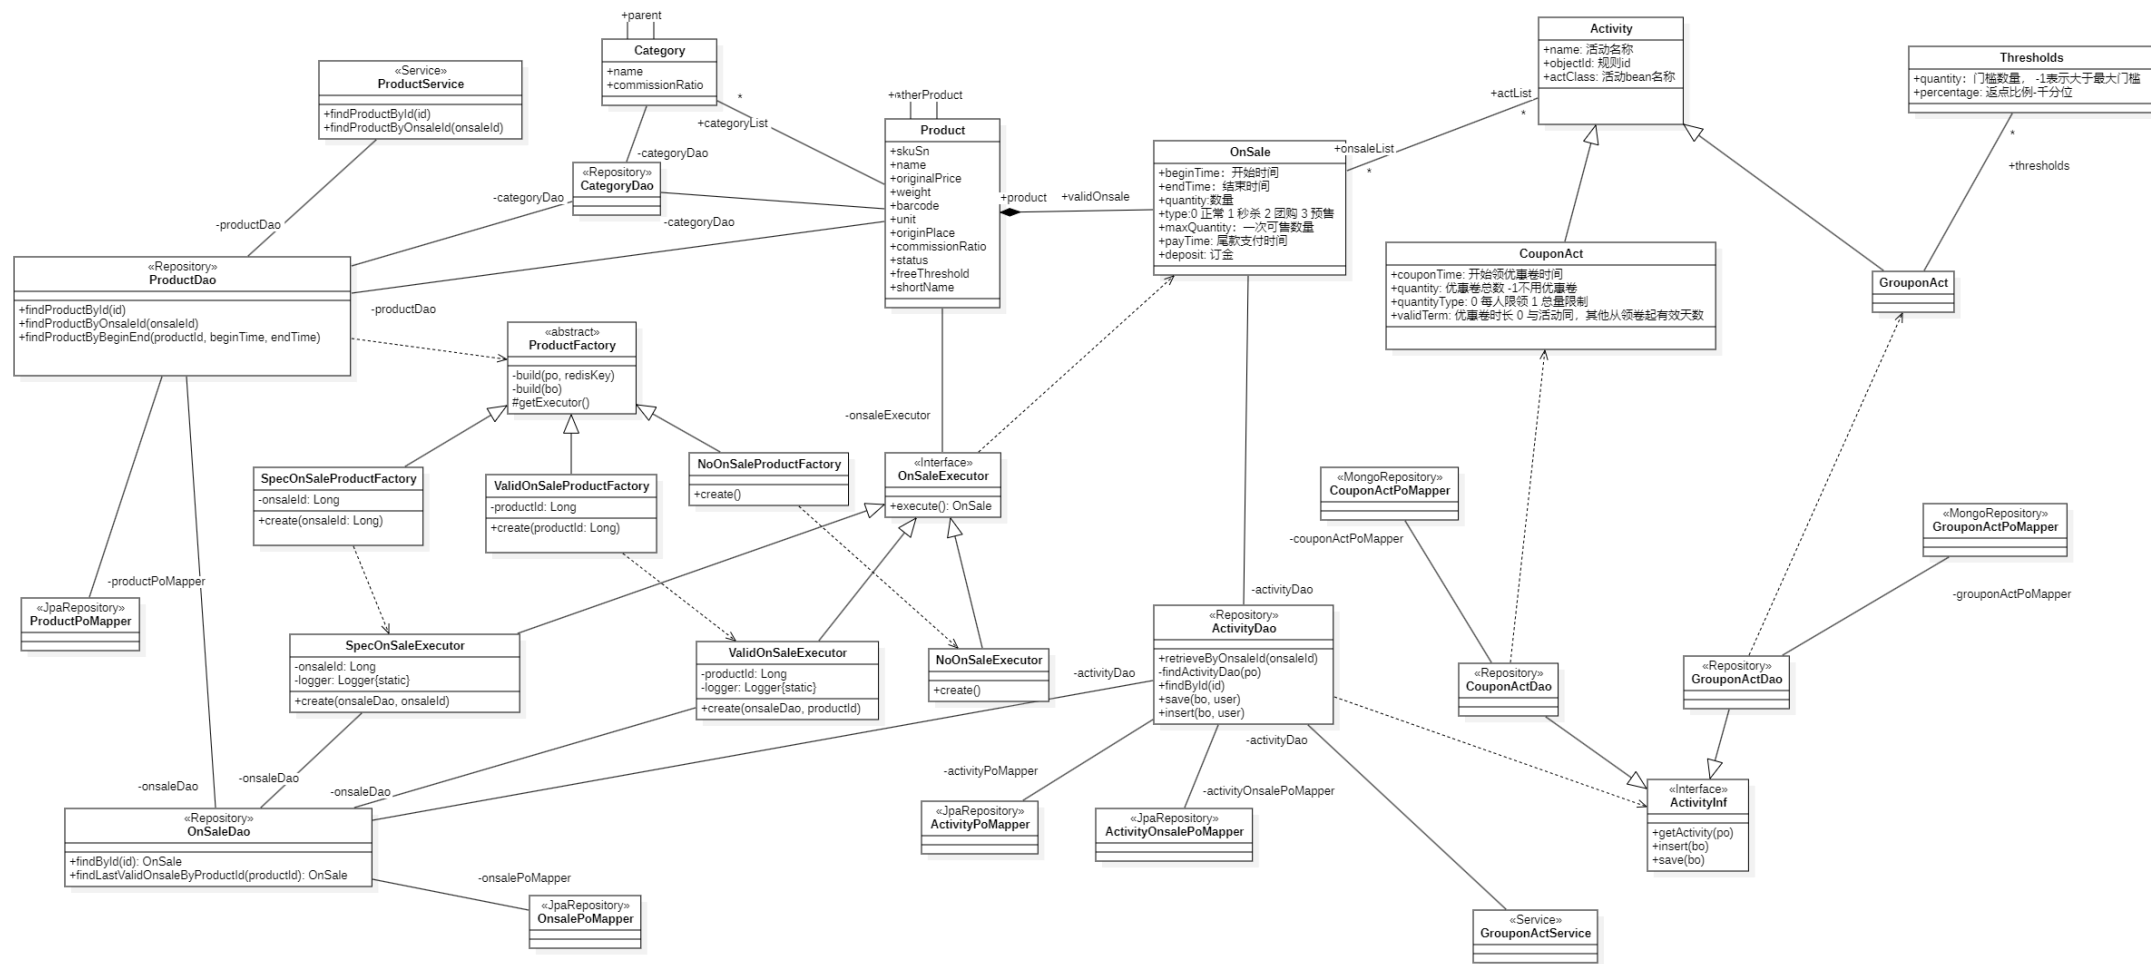 +parent
Category
+name
+commissionRatio
«Service»
ProductService
+findProductById(id)
+findProductByOnsaleId(onsaleId)
*
+categoryList
-categoryDao
«Repository»
CategoryDao
-categoryDao
-categoryDao
-productDao
Product
+skuSn
+name
+originalPrice
+weight
+barcode
+unit
+originPlace
+commissionRatio
+status
+freeThreshold
+shortName
+product
+validOnsale
OnSale
+beginTime：开始时间
+endTime：结束时间
+quantity:数量
+type:0 正常 1 秒杀 2 团购 3 预售
+maxQuantity：一次可售数量
+payTime: 尾款支付时间
+deposit: 订金
+onsaleList
*
+actList
*
Activity
+name: 活动名称
+objectId: 规则id
+actClass: 活动bean名称
Thresholds
+quantity：门槛数量， -1表示大于最大门槛
+percentage: 返点比例-千分位
*
+thresholds
CouponAct
+couponTime: 开始领优惠卷时间
+quantity: 优惠卷总数 -1不用优惠卷
+quantityType: 0 每人限领 1 总量限制
+validTerm: 优惠卷时长 0 与活动同，其他从领卷起有效天数
GrouponAct
«Repository»
ProductDao
+findProductById(id)
+findProductByOnsaleId(onsaleId)
+findProductByBeginEnd(productId, beginTime, endTime)
-productDao
«abstract»
ProductFactory
-build(po, redisKey)
-build(bo)
#getExecutor()
-onsaleExecutor
SpecOnSaleProductFactory
-onsaleId: Long
+create(onsaleId: Long)
ValidOnSaleProductFactory
-productId: Long
+create(productId: Long)
NoOnSaleProductFactory
+create()
«Interface»
OnSaleExecutor
+execute(): OnSale
«MongoRepository»
CouponActPoMapper
-couponActPoMapper
«MongoRepository»
GrouponActPoMapper
-grouponActPoMapper
-productPoMapper
«JpaRepository»
ProductPoMapper
SpecOnSaleExecutor
-onsaleId: Long
-logger: Logger{static}
+create(onsaleDao, onsaleId)
ValidOnSaleExecutor
-productId: Long
-logger: Logger{static}
+create(onsaleDao, productId)
NoOnSaleExecutor
+create()
-activityDao
«Repository»
ActivityDao
+retrieveByOnsaleId(onsaleId)
-findActivityDao(po)
+findById(id)
+save(bo, user)
+insert(bo, user)
-activityDao
«Repository»
CouponActDao
«Repository»
GrouponActDao
-activityDao
-onsaleDao
-onsaleDao
-onsaleDao
-activityPoMapper
-activityOnsalePoMapper
«Repository»
OnSaleDao
+findById(id): OnSale
+findLastValidOnsaleByProductId(productId): OnSale
«JpaRepository»
ActivityPoMapper
«JpaRepository»
ActivityOnsalePoMapper
«Interface»
ActivityInf
+getActivity(po)
+insert(bo)
+save(bo)
-onsalePoMapper
«JpaRepository»
OnsalePoMapper
«Service»
GrouponActService